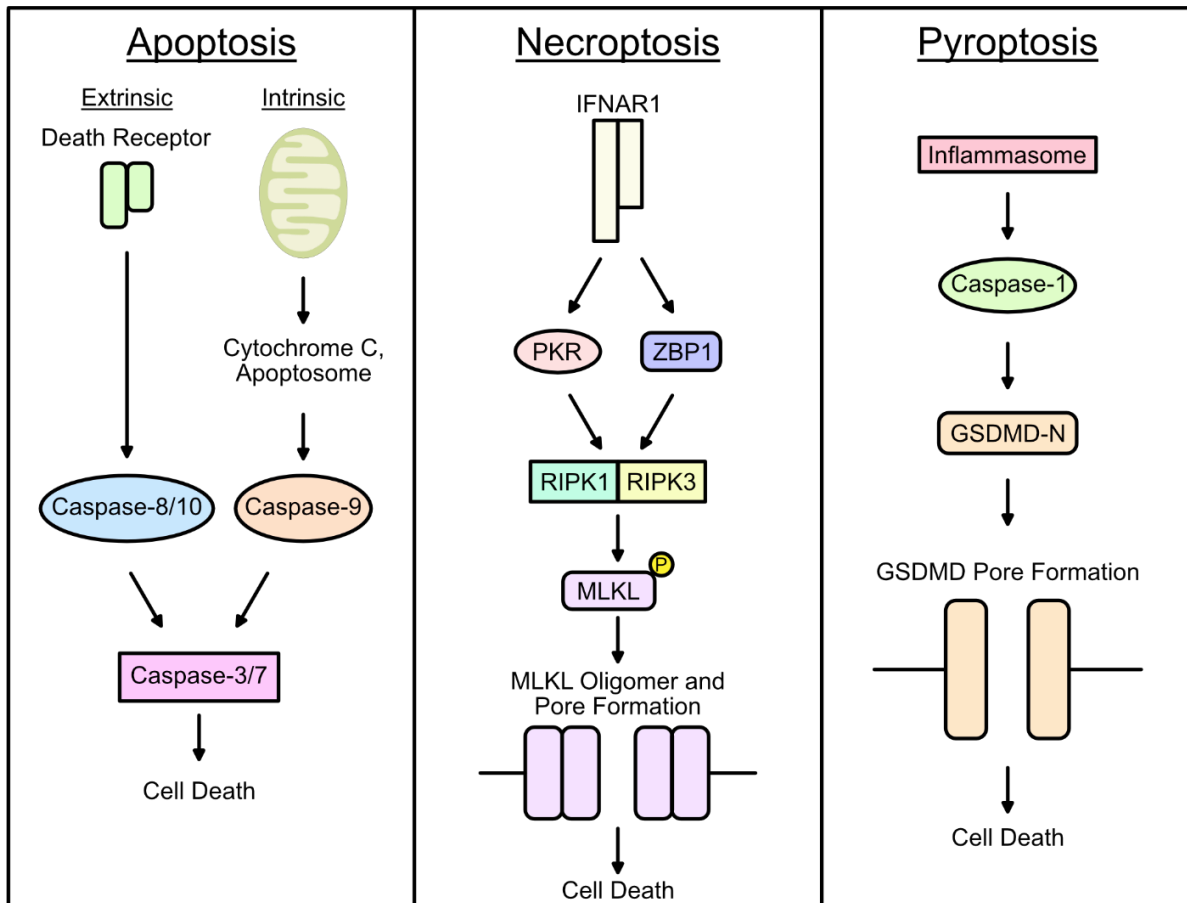 Apoptosis
Extrinsic
Intrinsic
Death Receptor
Cytochrome C,
Apoptosome
Caspase-8/10
Caspase-9
Caspase-3/7
Cell Death
Necroptosis
IFNAR1
PKR
ZBP1
RIPK1
RIPK3
P
MLKL
MLKL Oligomer and
Pore Formation
Cell Death
Pyroptosis
Inflammasome
Caspase-1
GSDMD-N
GSDMD Pore Formation
Cell Death